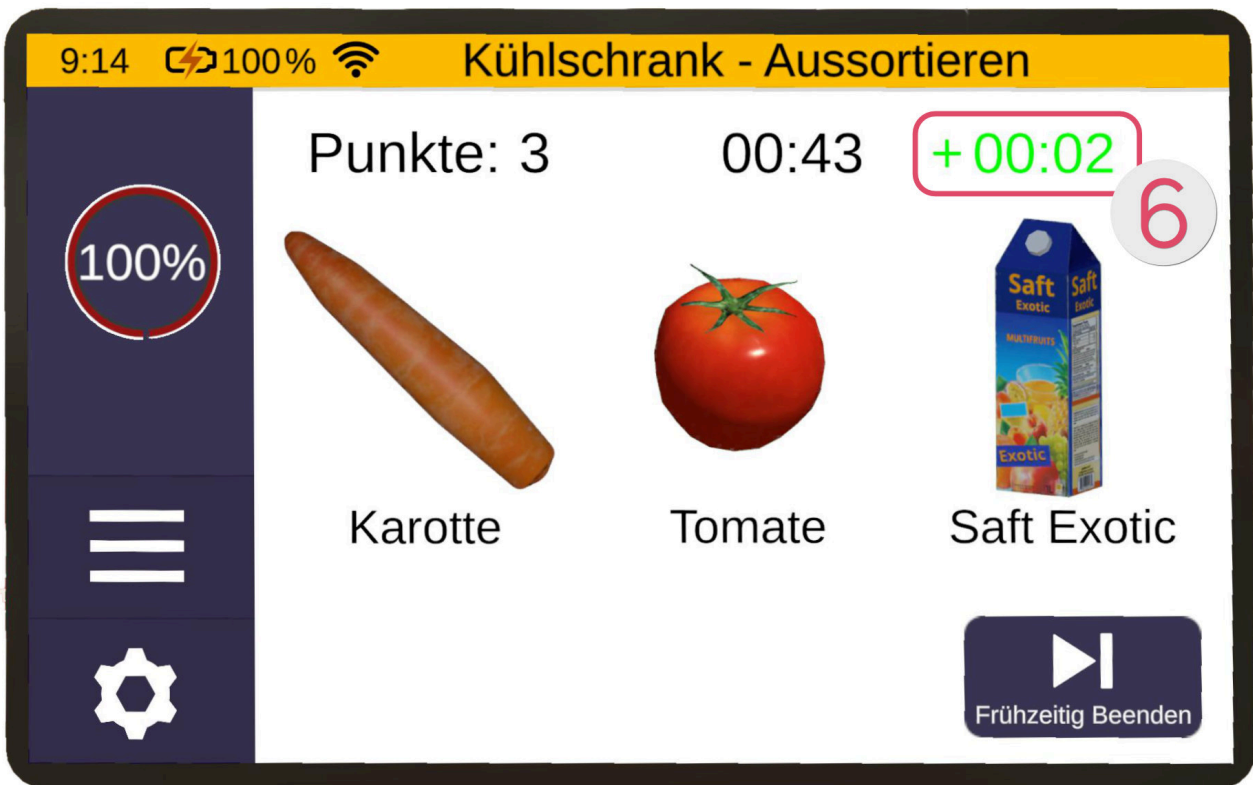 9:14 100% Kühlschrank - Aussortieren
Punkte: 3 00:43 +00:02
6
100%
Saft Saft
Exotic Exotic
MULTIFRUITS
Exotic
Karotte Tomate Saft Exotic
Frühzeitig Beenden